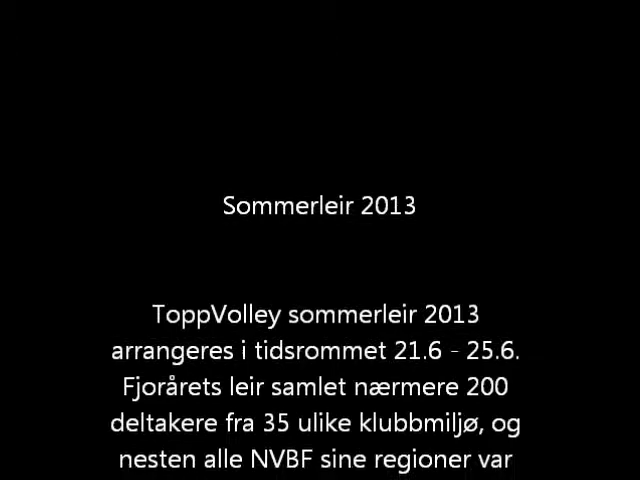 Sommerleir 2013
ToppVolley sommerleir 2013
arrangeres i tidsrommet 21.6 - 25.6.
Fjorårets leir samlet nærmere 200
deltakere fra 35 ulike klubbmiljø, og
nesten alle NVBF sine regioner var